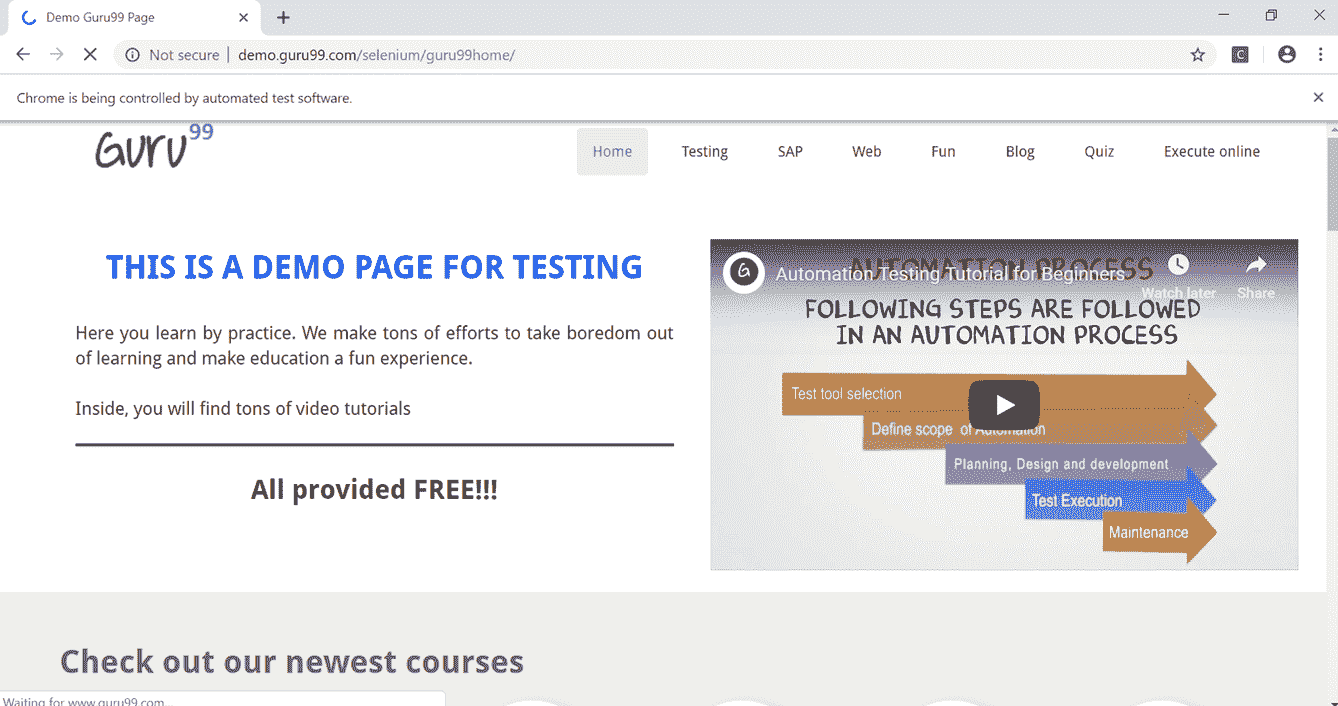 Demo Guru99 Page
Not secure | demo.guru99.com/selenium/guru99home/
Chrome is being controlled by automated test software.
Guru99
Home Testing SAP Web Fun Blog Quiz Execute online
THIS IS A DEMO PAGE FOR TESTING
Here you learn by practice. We make tons of efforts to take boredom out
of learning and make education a fun experience.
Inside, you will find tons of video tutorials
All provided FREE!!!
G
Automation Testing Tutorial for Beginners
AUTOMATION PROCESS
Watch later
Share
FOLLOWING STEPS ARE FOLLOWED
IN AN AUTOMATION PROCESS
Test tool selection
Define scope of Automation
Planning, Design and development
Test Execution
Maintenance
Check out our newest courses
Waiting for www.guru99.com...